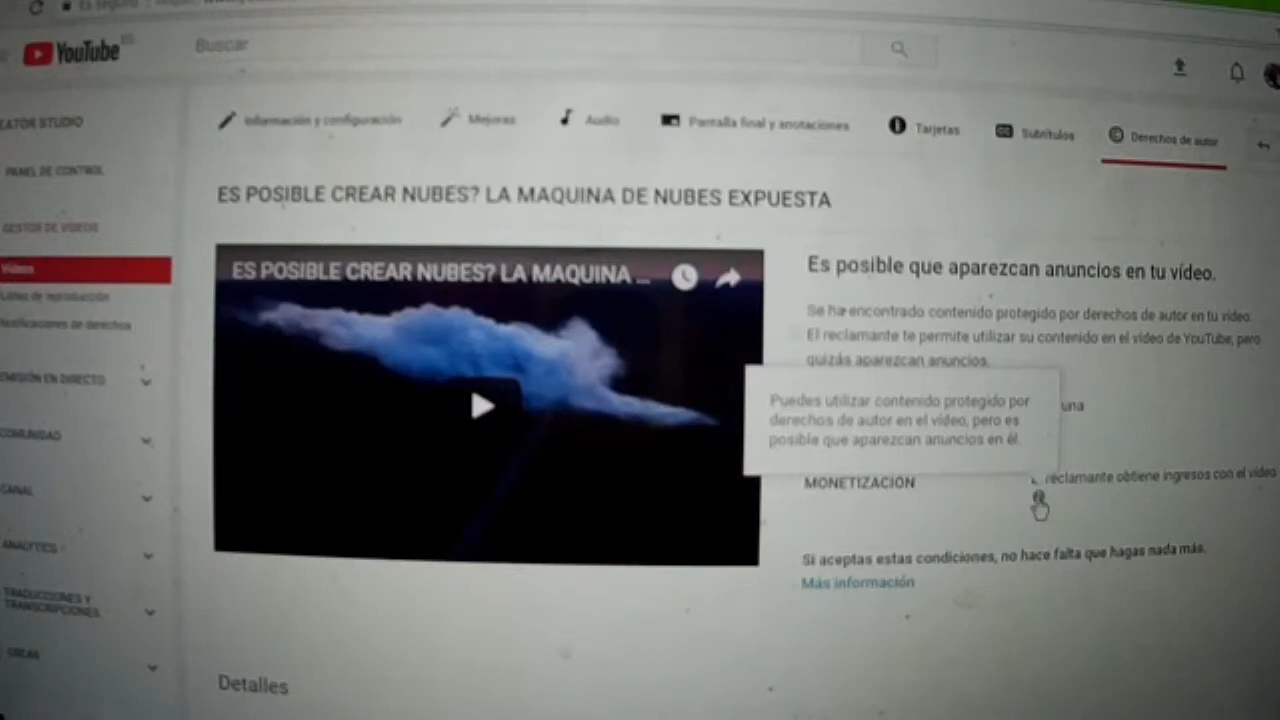 YouTube ES
Buscar
EATOR STUDIO
PANEL DE CONTROL
GESTOR DE VÍDEOS
Vídeos
Listas de reproducción
Notificaciones de derechos
EMISIÓN EN DIRECTO
COMUNIDAD
CANAL
ANALYTICS
TRADUCCIONES Y
TRANSCRIPCIONES
CREAR
Información y configuración
Mejoras
Audio
Pantalla final y anotaciones
Tarjetas
Subtítulos
Derechos de autor
ES POSIBLE CREAR NUBES? LA MAQUINA DE NUBES EXPUESTA
ES POSIBLE CREAR NUBES? LA MAQUINA ...
Es posible que aparezcan anuncios en tu vídeo.
Se ha encontrado contenido protegido por derechos de autor en tu vídeo.
El reclamante te permite utilizar su contenido en el vídeo de YouTube, pero
quizás aparezcan anuncios.
Puedes utilizar contenido protegido por
derechos de autor en el vídeo, pero es
posible que aparezcan anuncios en él.
una
MONETIZACIÓN
reclamante obtiene ingresos con el vídeo
Si aceptas estas condiciones, no hace falta que hagas nada más.
Más información
Detalles